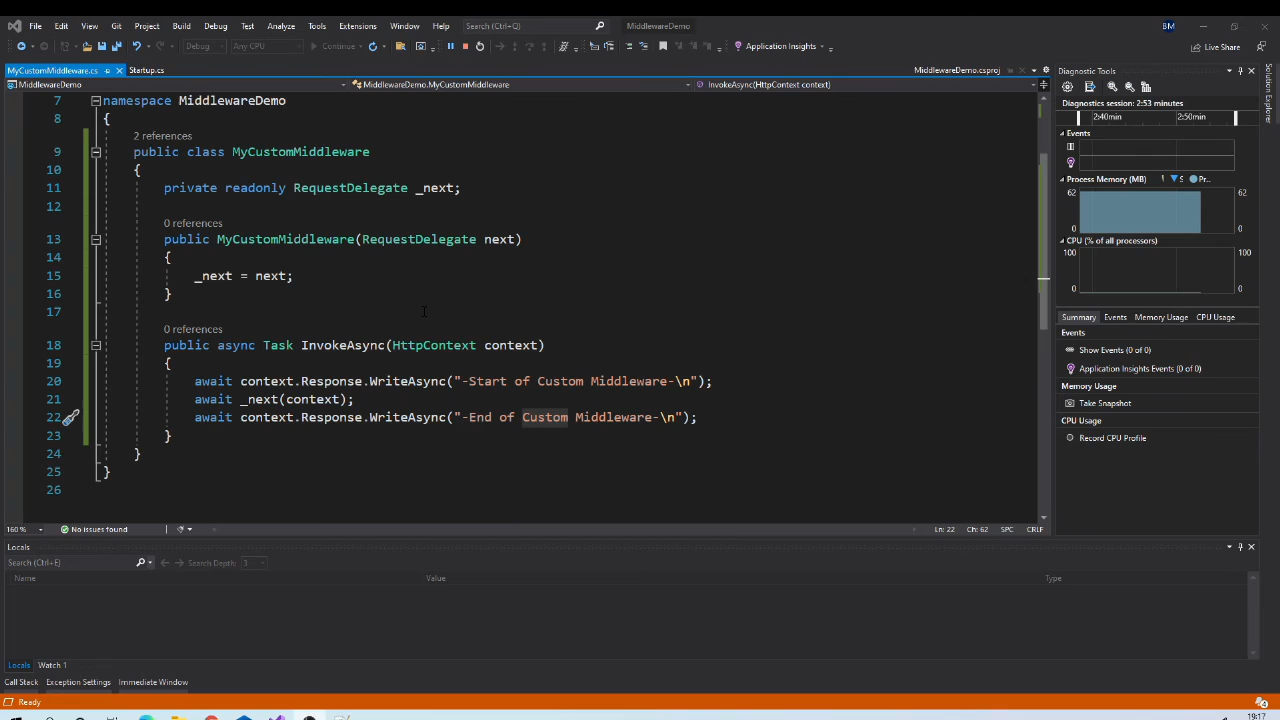 File Edit View Git Project Build Debug Test Analyze Tools Extensions Window Help Search (Ctrl+Q) MiddlewareDemo BM
Debug Any CPU Continue Application Insights Live Share
MyCustomMiddleware.cs Startup.cs MiddlewareDemo.csproj
MiddlewareDemo MiddlewareDemo.MyCustomMiddleware InvokeAsync(HttpContext context)
7 namespace MiddlewareDemo
8 {
2 references
9 public class MyCustomMiddleware
10 {
11 private readonly RequestDelegate _next;
12
0 references
13 public MyCustomMiddleware(RequestDelegate next)
14 {
15 _next = next;
16 }
17
0 references
18 public async Task InvokeAsync(HttpContext context)
19 {
20 await context.Response.WriteAsync("-Start of Custom Middleware-\n");
21 await _next(context);
22 await context.Response.WriteAsync("-End of Custom Middleware-\n");
23 }
24 }
25 }
26
160 % No issues found Ln: 22 Ch: 62 SPC CRLF
Diagnostic Tools
Diagnostics session: 2:53 minutes
2:40min 2:50min
Events
Process Memory (MB) S Pr...
62 62
0 0
CPU (% of all processors)
100 100
0 0
Summary Events Memory Usage CPU Usage
Events
Show Events (0 of 0)
Application Insights Events (0 of 0)
Memory Usage
Take Snapshot
CPU Usage
Record CPU Profile
Solution Explorer
Locals
Search (Ctrl+E) Search Depth: 3
Name Value Type
Locals Watch 1
Call Stack Exception Settings Immediate Window
Ready
19:17